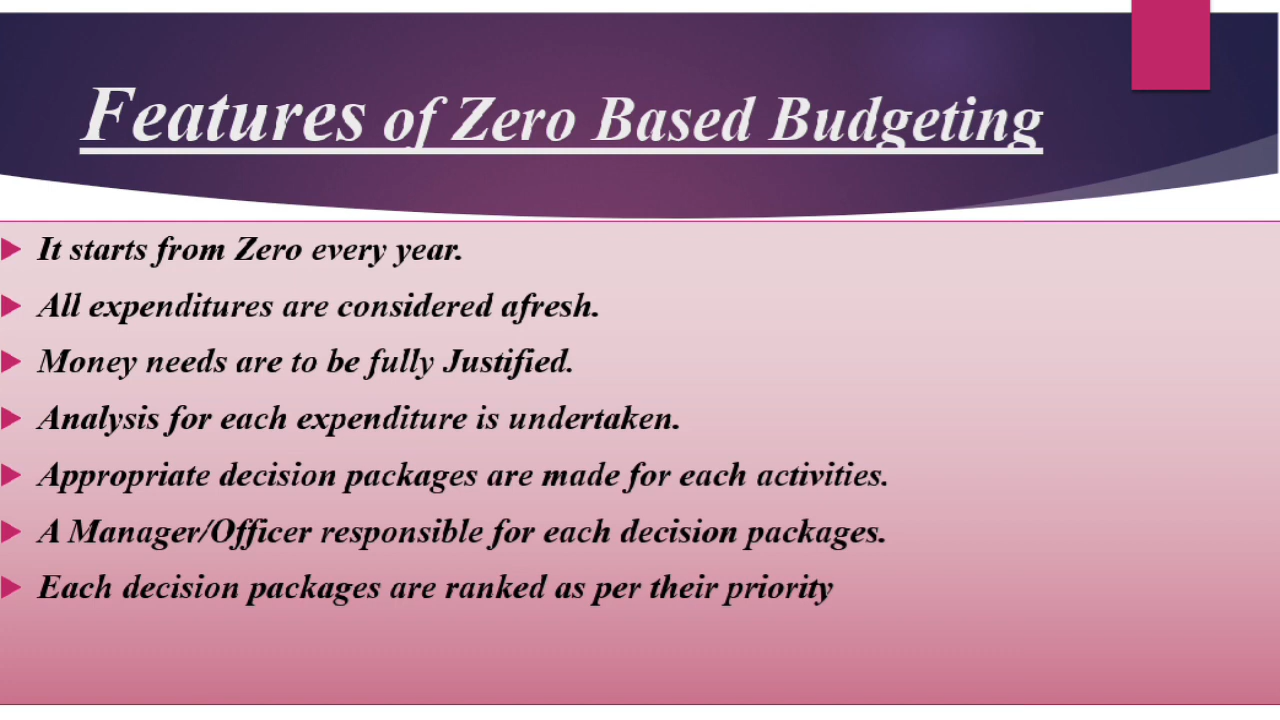 Features of Zero Based Budgeting
It starts from Zero every year.
All expenditures are considered afresh.
Money needs are to be fully Justified.
Analysis for each expenditure is undertaken.
Appropriate decision packages are made for each activities.
A Manager/Officer responsible for each decision packages.
Each decision packages are ranked as per their priority